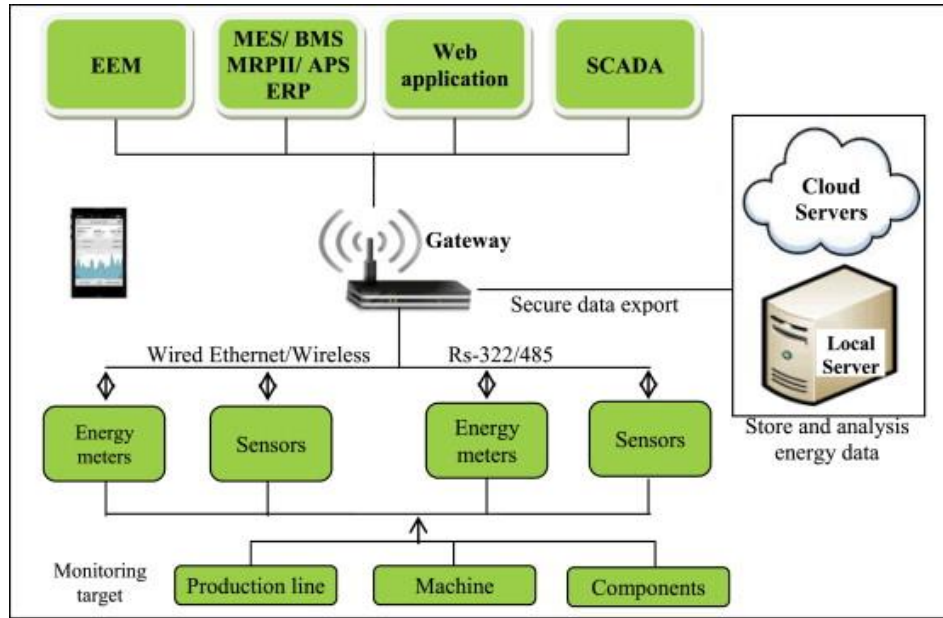 EEM
MES/ BMS
MRPII/ APS
ERP
Web
application
SCADA
Cloud
Servers
Gateway
Secure data export
Local
Server
Store and analysis
energy data
Wired Ethernet/Wireless
Rs-322/485
Energy
meters
Sensors
Energy
meters
Sensors
Monitoring
target
Production line
Machine
Components